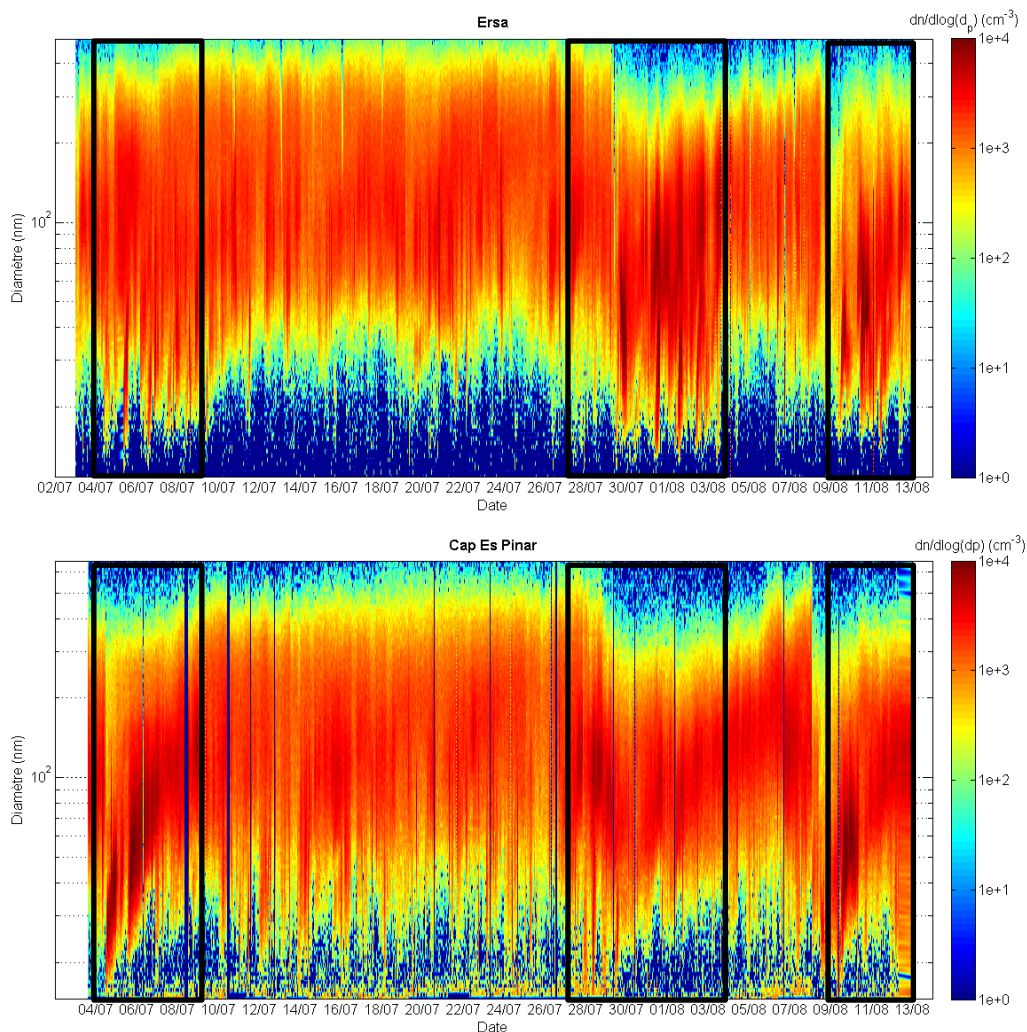 Ersa
dn/dlog(d_p) (cm^-3)
1e+4
1e+3
1e+2
1e+1
1e+0
Diamètre (nm)
10^2
02/07 04/07 06/07 08/07 10/07 12/07 14/07 16/07 18/07 20/07 22/07 24/07 26/07 28/07 30/07 01/08 03/08 05/08 07/08 09/08 11/08 13/08
Date
Cap Es Pinar
dn/dlog(dp) (cm^-3)
1e+4
1e+3
1e+2
1e+1
1e+0
Diamètre (nm)
10^2
04/07 06/07 08/07 10/07 12/07 14/07 16/07 18/07 20/07 22/07 24/07 26/07 28/07 30/07 01/08 03/08 05/08 07/08 09/08 11/08 13/08
Date